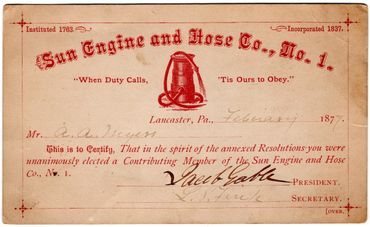 Instituted 1763. Incorporated 1837.
Sun Engine and Hose Co., No. 1.
"When Duty Calls, 'Tis Ours to Obey."
Lancaster, Pa., February 1877.
Mr. A. A. Myers
This is to Certify, That in the spirit of the annexed Resolutions you were
unanimously elected a Contributing Member of the Sun Engine and Hose
Co., No. 1.
Jacob Gable PRESIDENT.
SECRETARY.
(OVER.